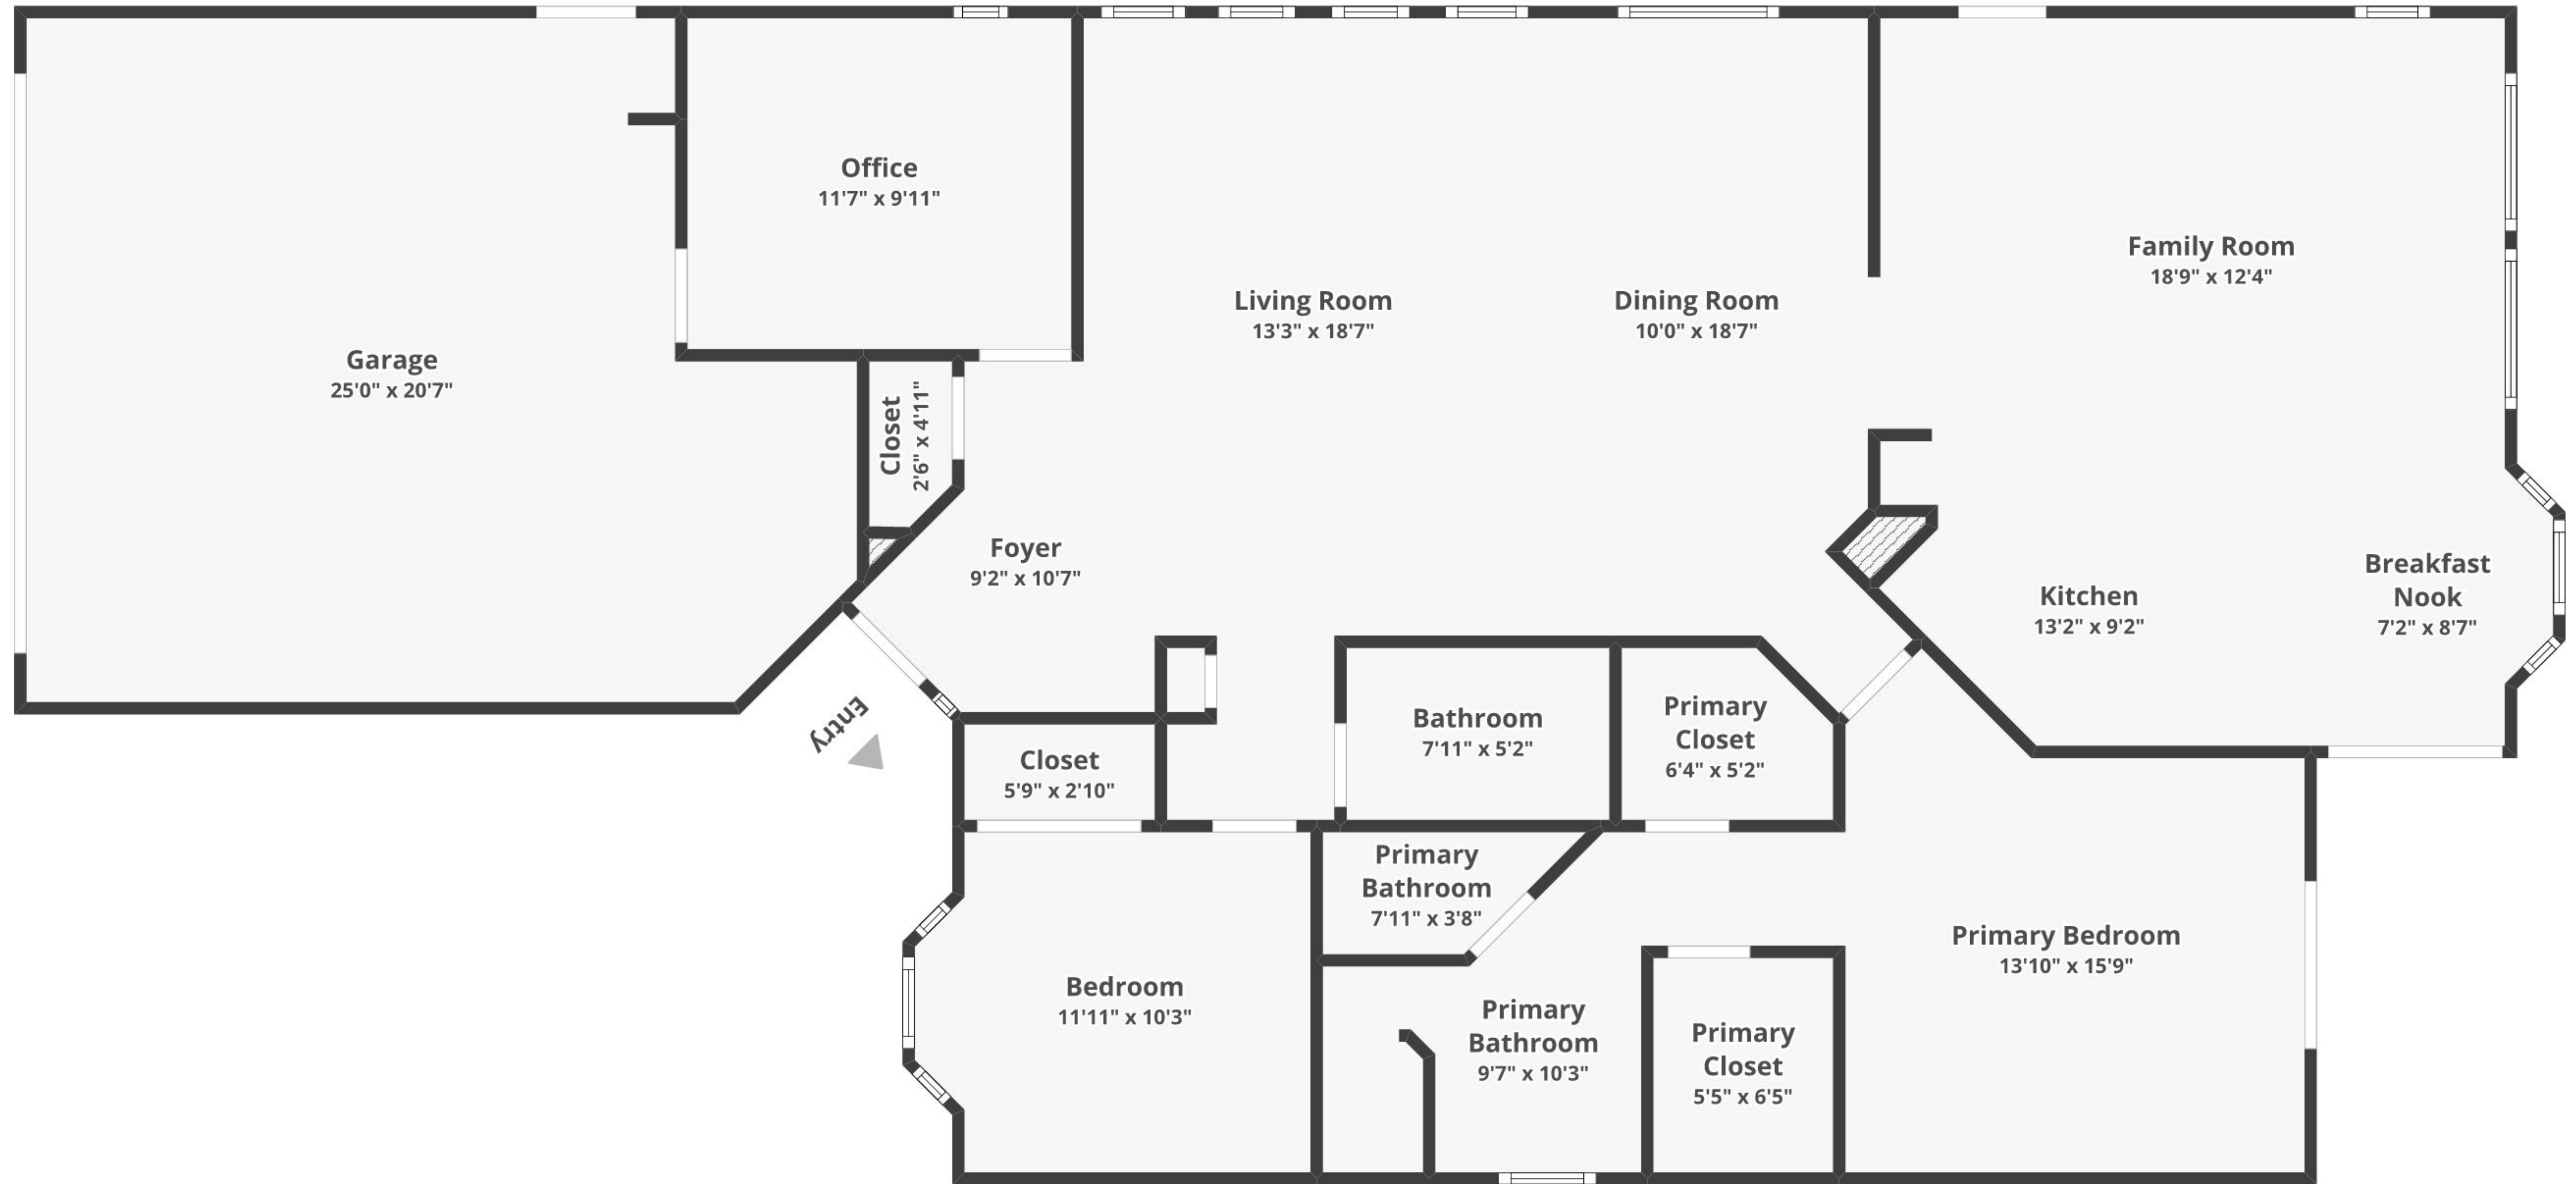 Office
11'7" x 9'11"
Garage
25'0" x 20'7"
Closet
2'6" x 4'11"
Living Room
13'3" x 18'7"
Dining Room
10'0" x 18'7"
Family Room
18'9" x 12'4"
Foyer
9'2" x 10'7"
Kitchen
13'2" x 9'2"
Breakfast
Nook
7'2" x 8'7"
Entry
Closet
5'9" x 2'10"
Bathroom
7'11" x 5'2"
Primary
Closet
6'4" x 5'2"
Primary
Bathroom
7'11" x 3'8"
Bedroom
11'11" x 10'3"
Primary
Bathroom
9'7" x 10'3"
Primary
Closet
5'5" x 6'5"
Primary Bedroom
13'10" x 15'9"